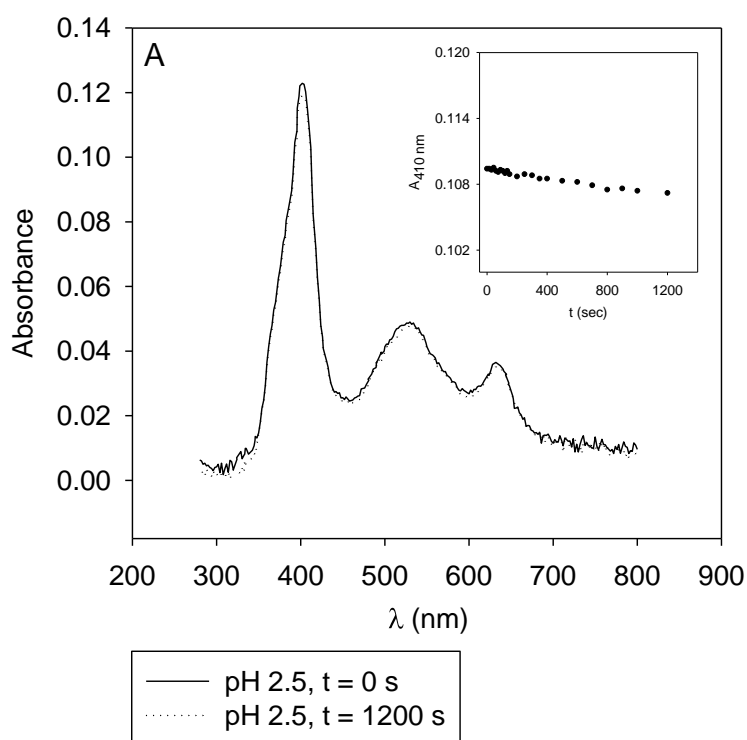 A
0.14
0.12
0.10
0.08
0.06
0.04
0.02
0.00
Absorbance
200 300 400 500 600 700 800 900
λ (nm)
0.120
0.114
0.108
0.102
A410 nm
0 400 800 1200
t (sec)
pH 2.5, t = 0 s
pH 2.5, t = 1200 s